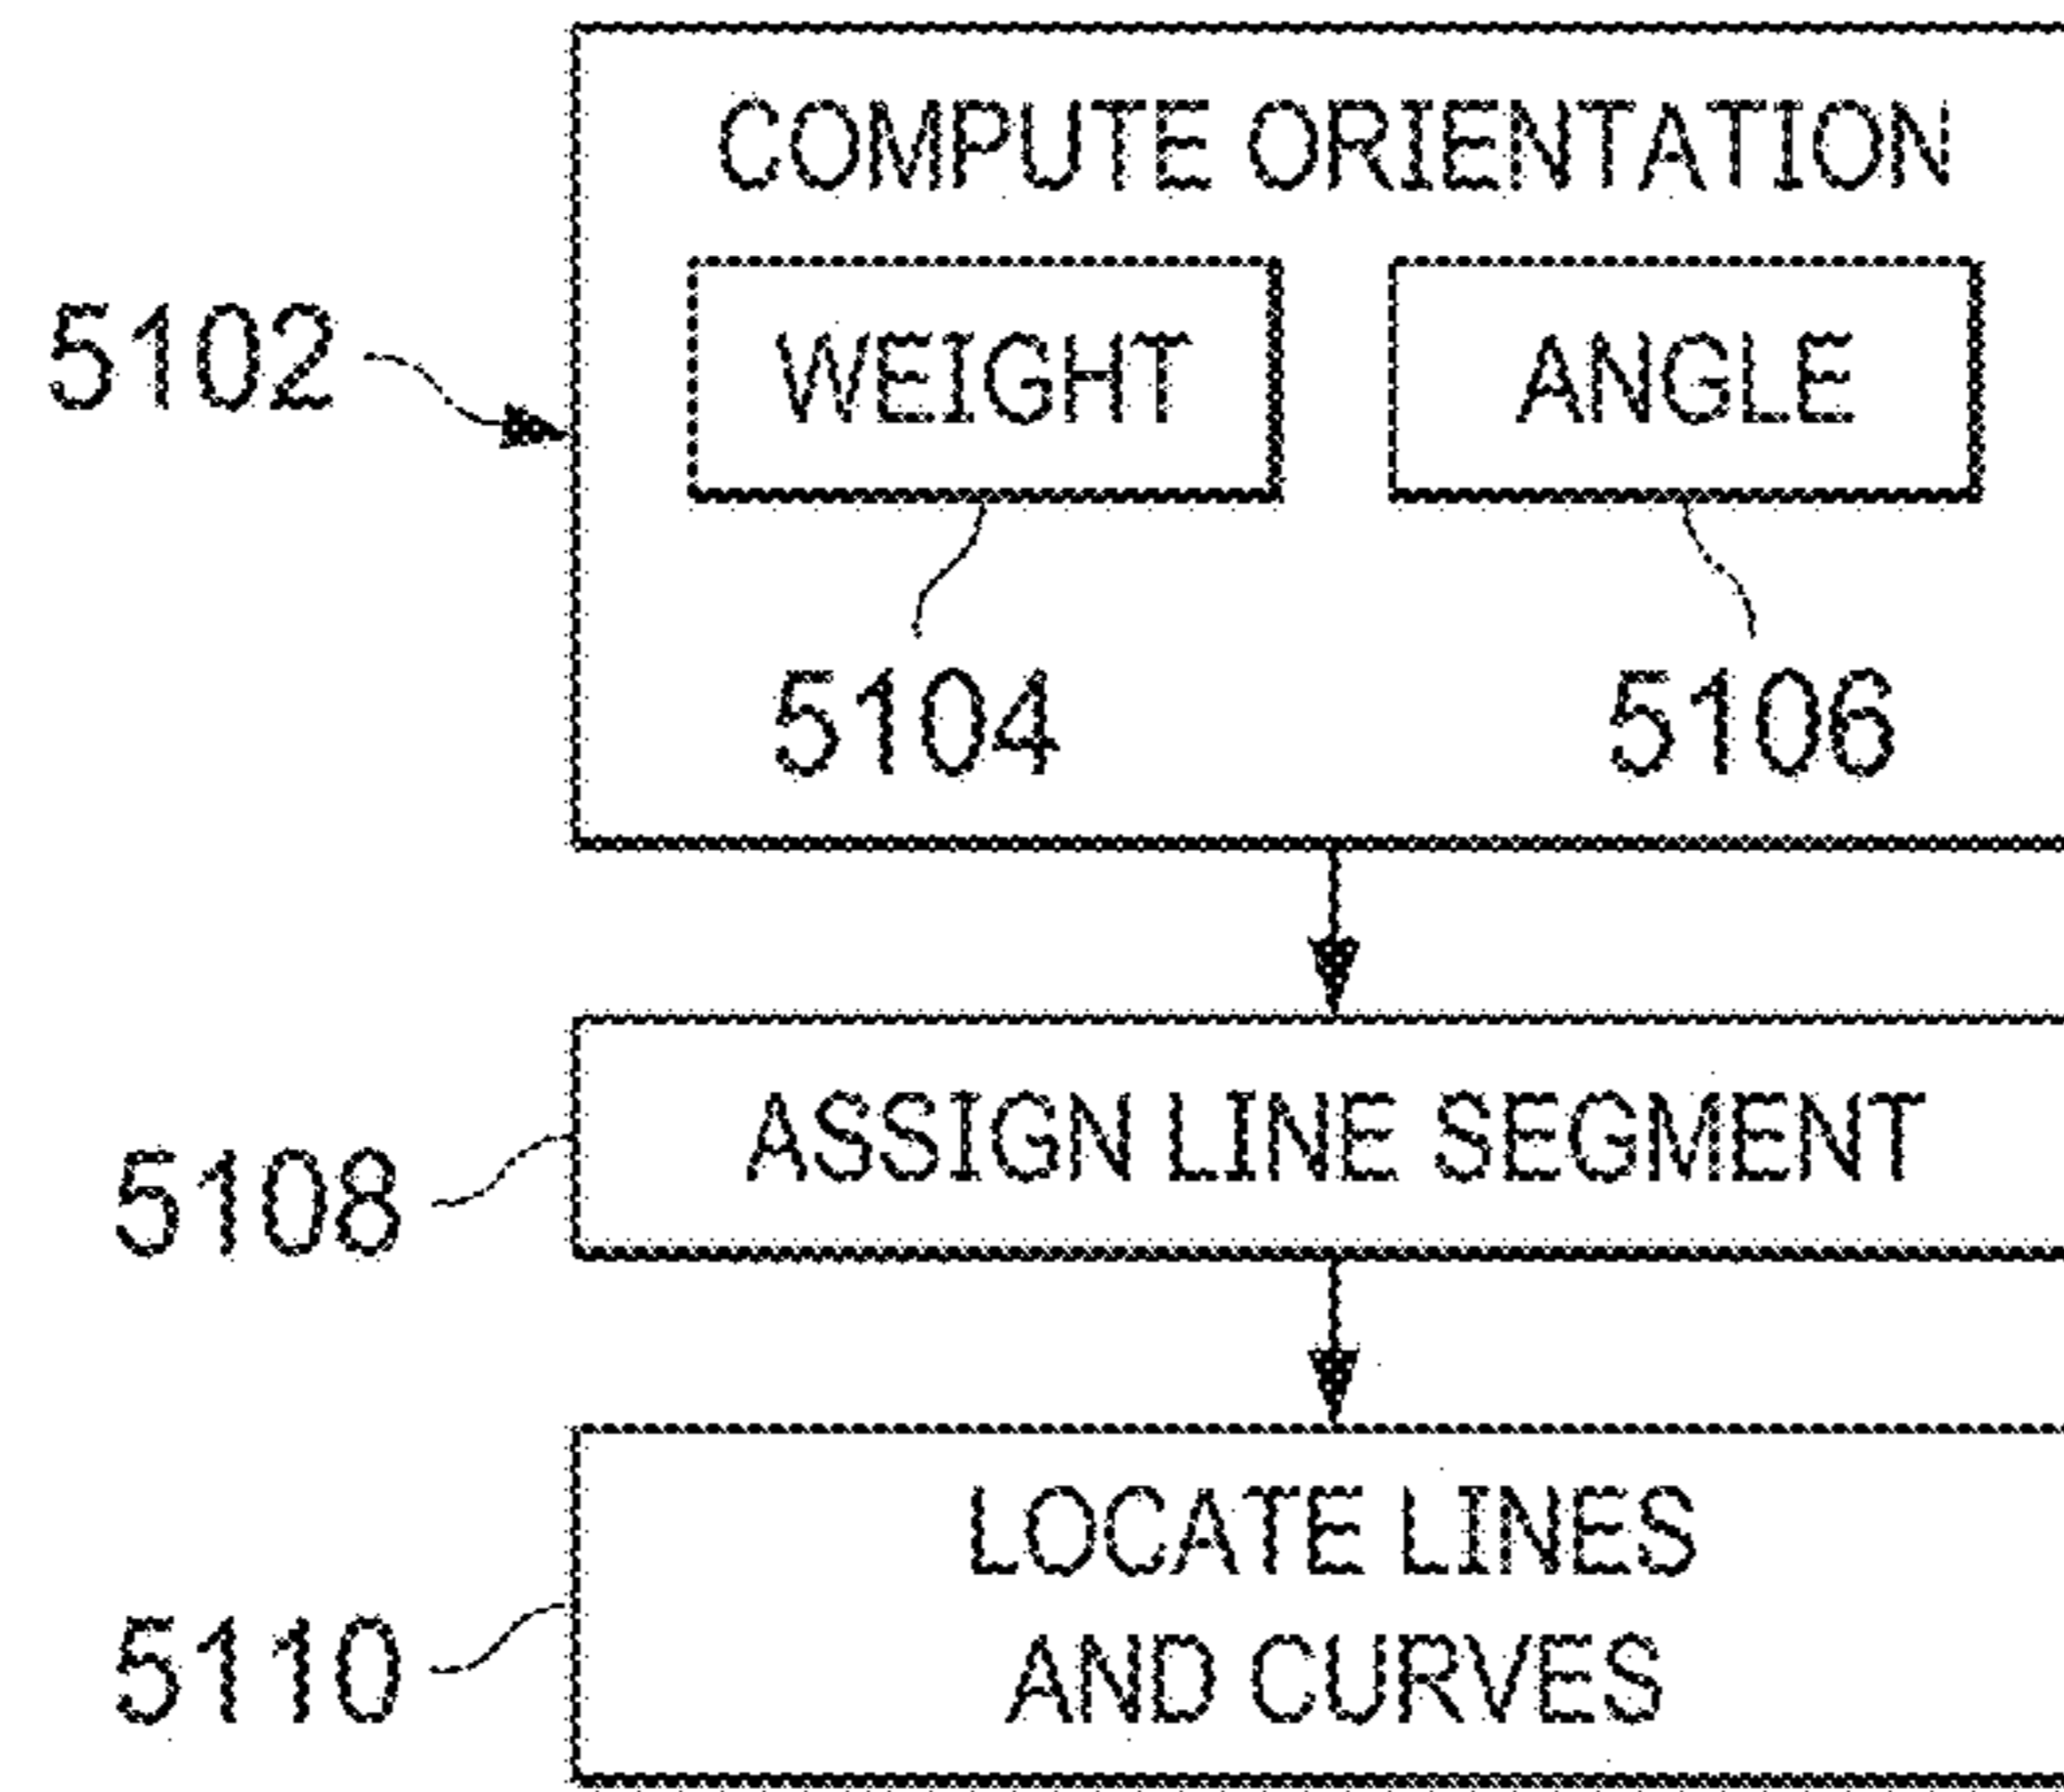 COMPUTE ORIENTATION
5102
WEIGHT
ANGLE
5104
5106
5108
ASSIGN LINE SEGMENT
LOCATE LINES
AND CURVES
5110